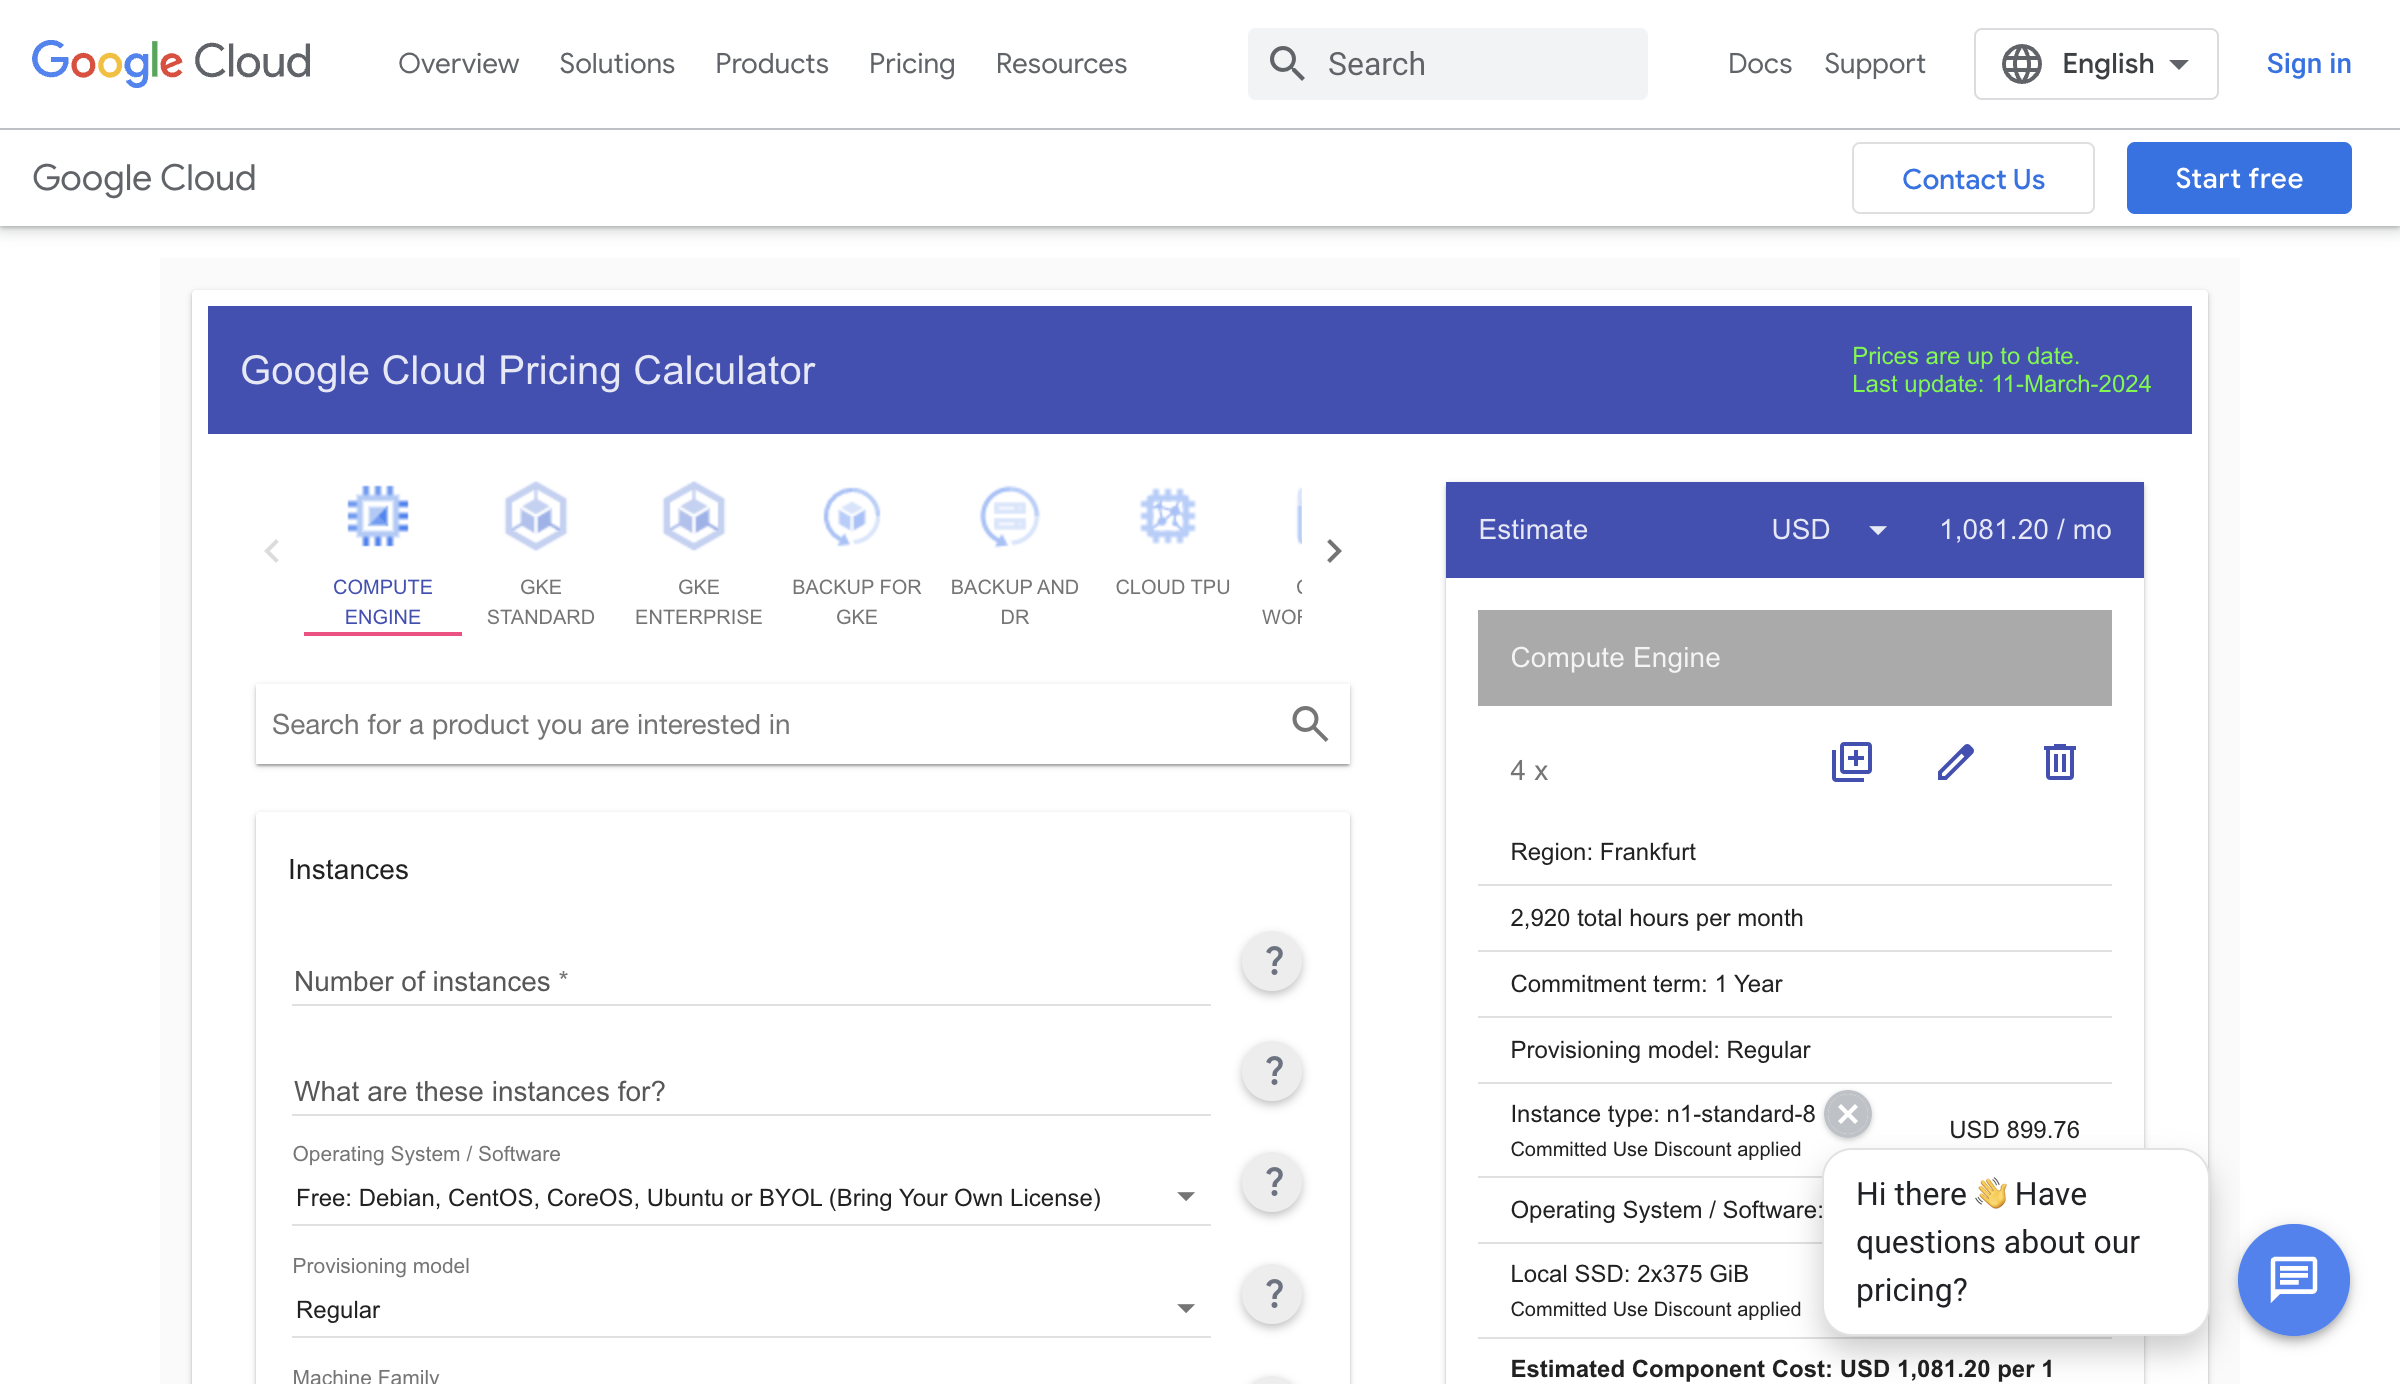 Google Cloud Overview Solutions Products Pricing Resources Search Docs Support English Sign in
Google Cloud Contact Us Start free
Google Cloud Pricing Calculator
Prices are up to date.
Last update: 11-March-2024
COMPUTE
ENGINE
GKE
STANDARD
GKE
ENTERPRISE
BACKUP FOR
GKE
BACKUP AND
DR
CLOUD TPU
Search for a product you are interested in
Instances
Number of instances *
?
What are these instances for?
?
Operating System / Software
Free: Debian, CentOS, CoreOS, Ubuntu or BYOL (Bring Your Own License)
?
Provisioning model
Regular
?
Machine Family
Estimate USD 1,081.20 / mo
Compute Engine
4 x
Region: Frankfurt
2,920 total hours per month
Commitment term: 1 Year
Provisioning model: Regular
Instance type: n1-standard-8
Committed Use Discount applied
USD 899.76
Operating System / Software:
Local SSD: 2x375 GiB
Committed Use Discount applied
Estimated Component Cost: USD 1,081.20 per 1
Hi there 👋 Have
questions about our
pricing?